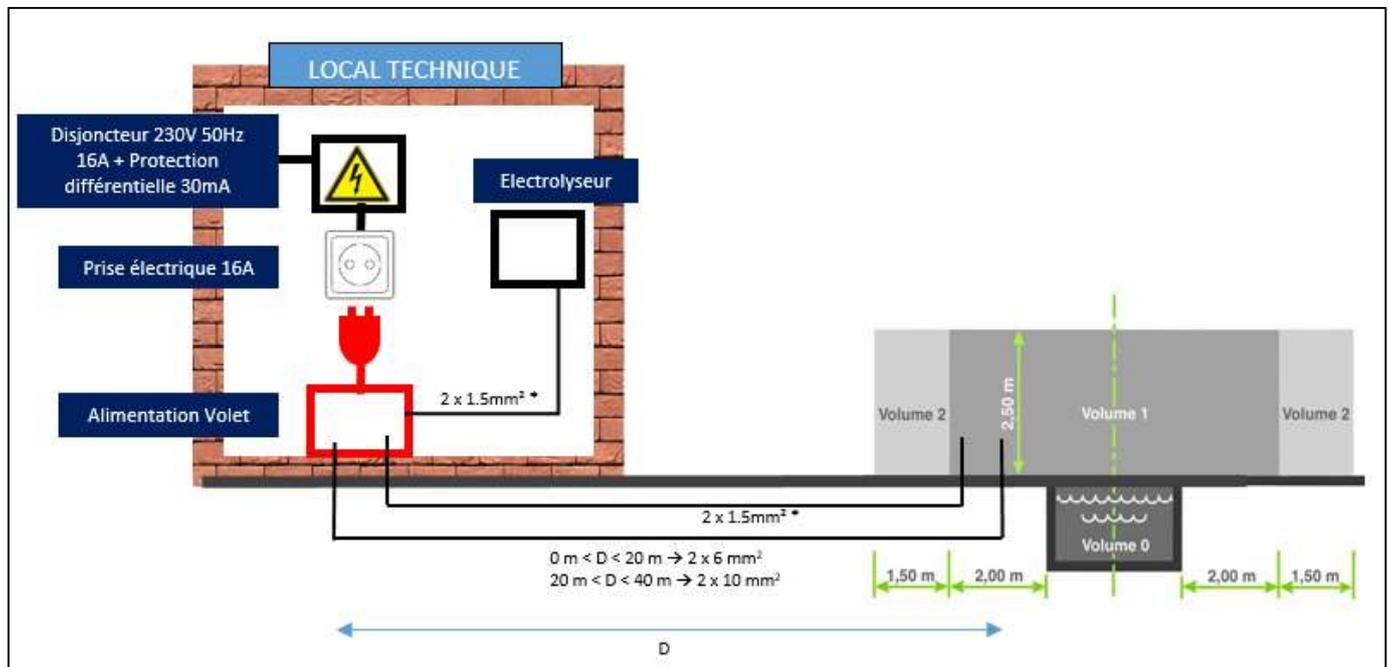 LOCAL TECHNIQUE
Disjoncteur 230V 50Hz
16A + Protection
différentielle 30mA
Electrolyseur
Prise électrique 16A
Alimentation Volet
2 x 1.5mm² *
Volume 2
2,50 m
Volume 1
Volume 2
2 x 1.5mm² *
Volume 0
0 m < D < 20 m → 2 x 6 mm²
20 m < D < 40 m → 2 x 10 mm²
1,50 m
2,00 m
2,00 m
1,50 m
D